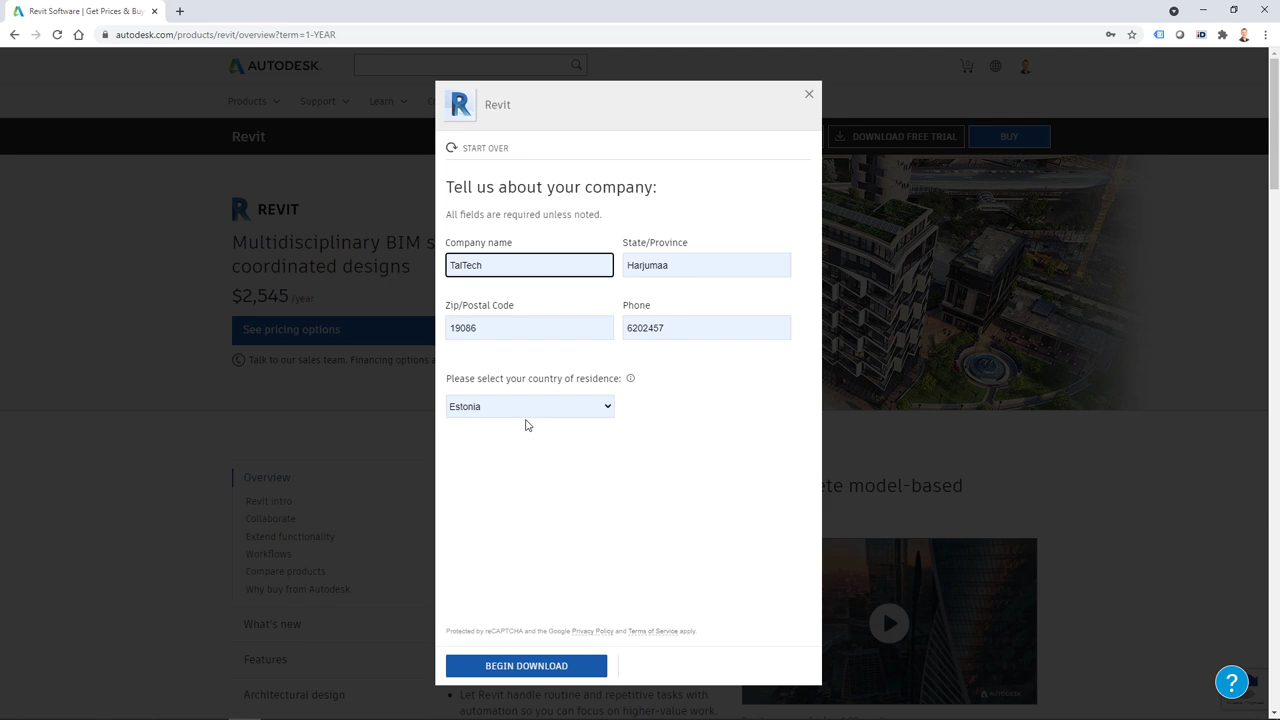 Revit Software | Get Prices & Buy
autodesk.com/products/revit/overview?term=1-YEAR
AUTODESK
Products
Support
Learn
Revit
DOWNLOAD FREE TRIAL
BUY
REVIT
Multidisciplinary BIM s
coordinated designs
$2,545 /year
See pricing options
Talk to our sales team. Financing options a
Overview
Revit intro
Collaborate
Extend functionality
Workflows
Compare products
Why buy from Autodesk
What's new
Features
Architectural design
ete model-based
Let Revit handle routine and repetitive tasks with
automation so you can focus on higher-value work.
AUTODESK
Revit
START OVER
Tell us about your company:
All fields are required unless noted.
Company name
State/Province
TalTech
Harjumaa
Zip/Postal Code
Phone
19086
6202457
Please select your country of residence:
Estonia
Protected by reCAPTCHA and the Google Privacy Policy and Terms of Service apply.
BEGIN DOWNLOAD
?